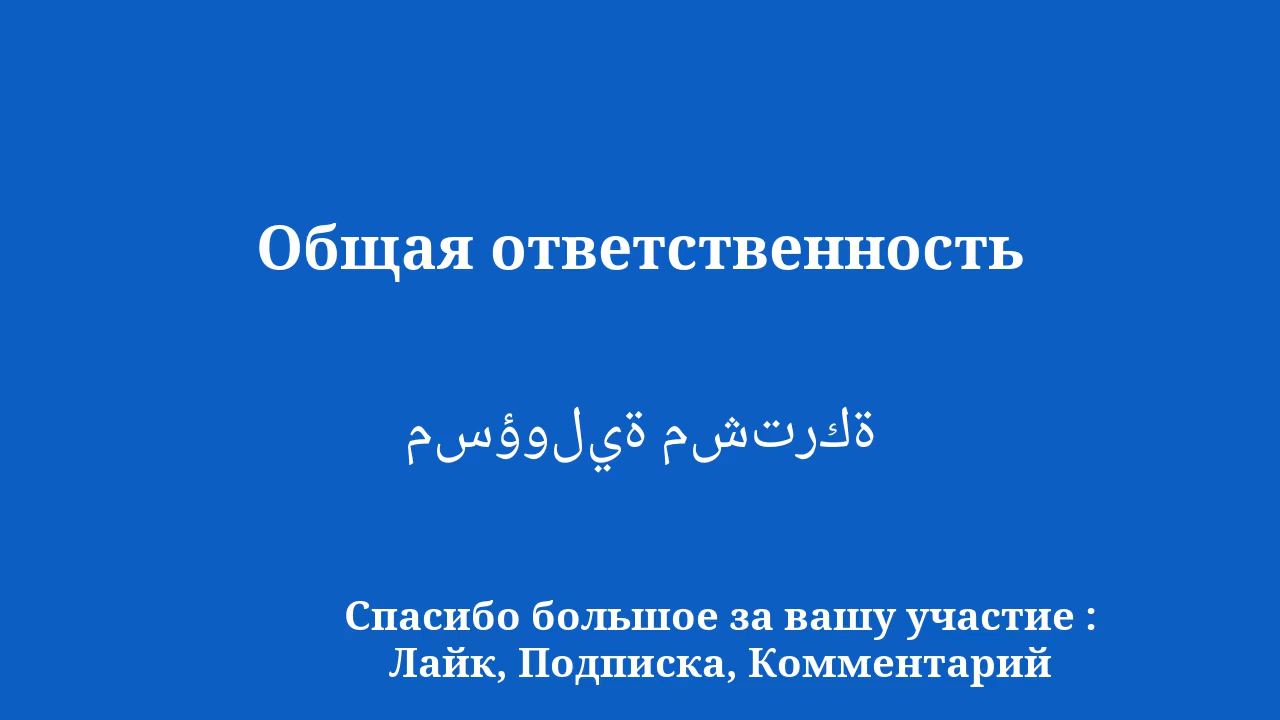 Общая ответственность
مسؤولية مشتركة
Спасибо большое за вашу участие :
Лайк, Подписка, Комментарий